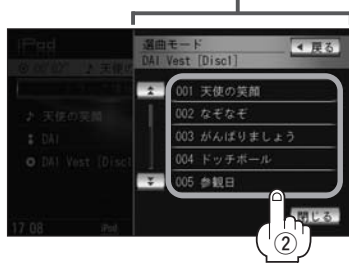 iPod
選曲モード
DAI Vest [Disc1]
戻る
001 天使の笑顔
002 なぞなぞ
003 がんばりましょう
004 ドッチボール
005 参観日
天使の笑顔
DAI
DAI Vest [Disc1
17:08
iPod
閉じる
②